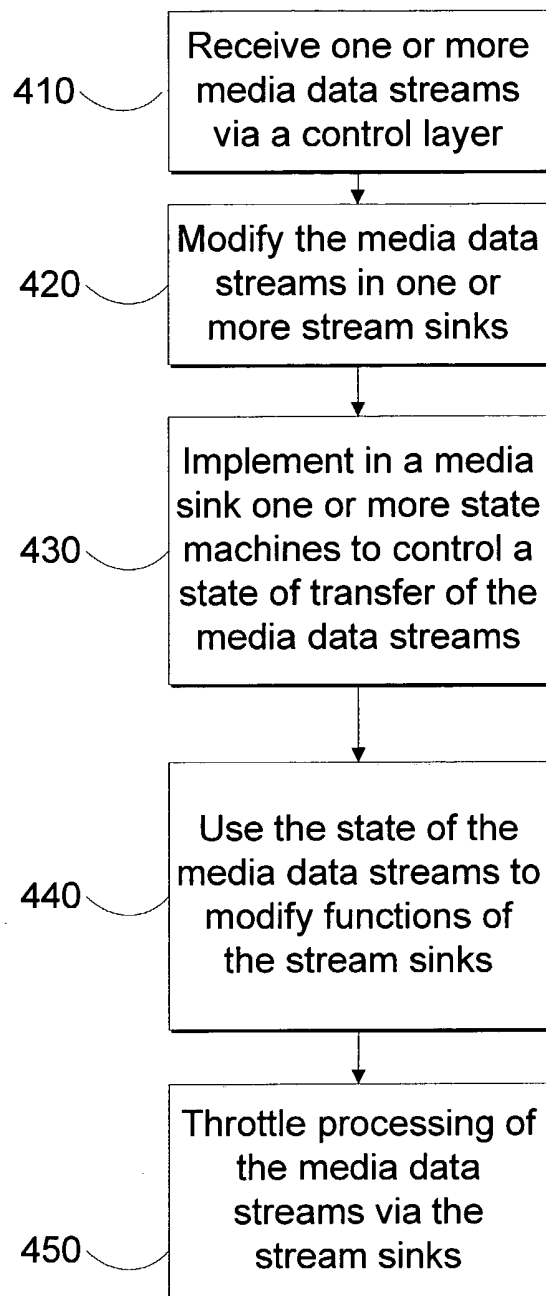 Receive one or more
media data streams
via a control layer
410
Modify the media data
streams in one or
more stream sinks
420
Implement in a media
sink one or more state
machines to control a
state of transfer of the
media data streams
430
Use the state of the
media data streams to
modify functions of
the stream sinks
440
Throttle processing of
the media data
streams via the
stream sinks
450